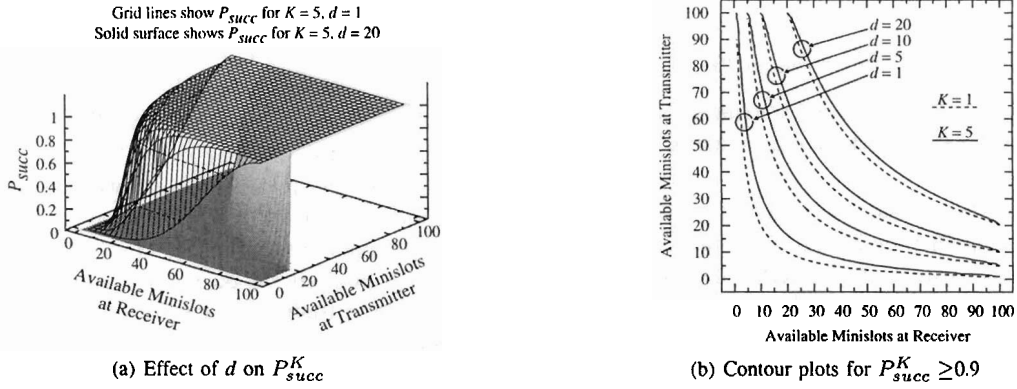 Grid lines show P_succ for K = 5, d = 1
Solid surface shows P_succ for K = 5, d = 20
P_succ
1
0.8
0.6
0.4
0.2
0
0 20 40 60 80 100
Available Minislots
at Receiver
0 20 40 60 80 100
Available Minislots
at Transmitter
(a) Effect of d on P^K_succ
Available Minislots at Transmitter
100
90
80
70
60
50
40
30
20
10
0
d = 20
d = 10
d = 5
d = 1
K = 1
K = 5
0 10 20 30 40 50 60 70 80 90 100
Available Minislots at Receiver
(b) Contour plots for P^K_succ ≥0.9